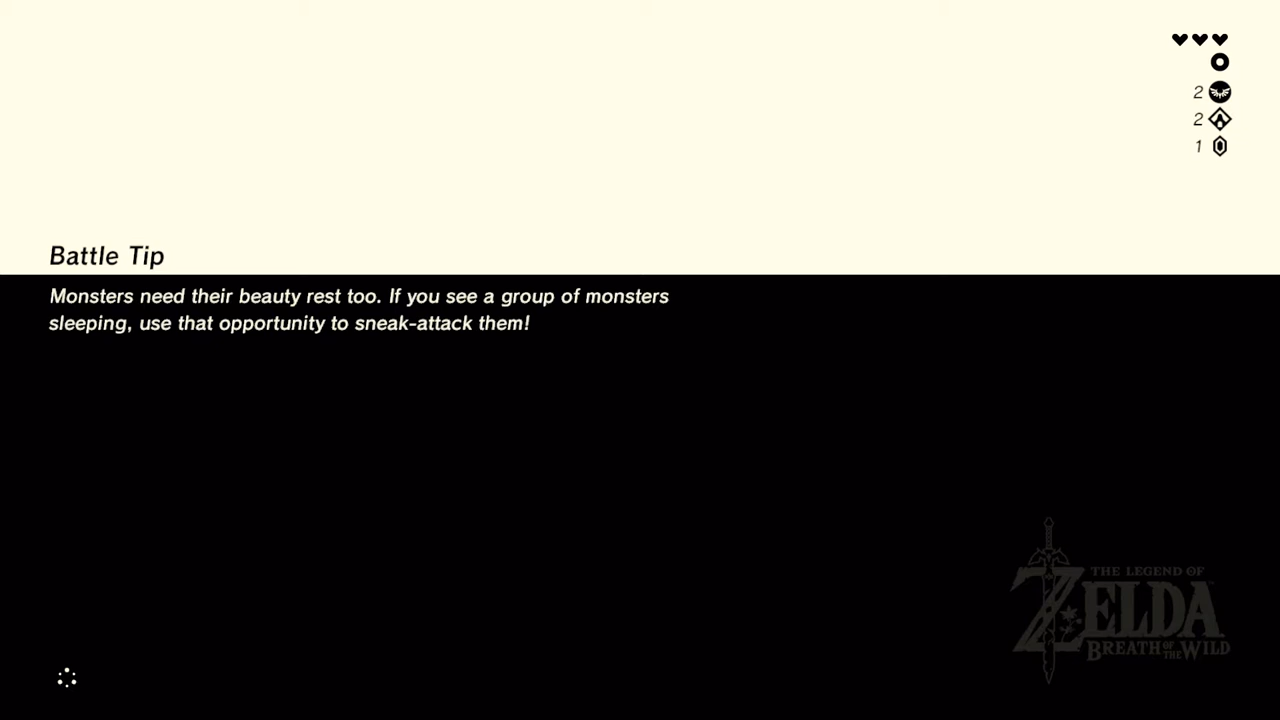 2
2
1
Battle Tip
Monsters need their beauty rest too. If you see a group of monsters
sleeping, use that opportunity to sneak-attack them!
THE LEGEND OF
ZELDA
BREATH OF THE WILD